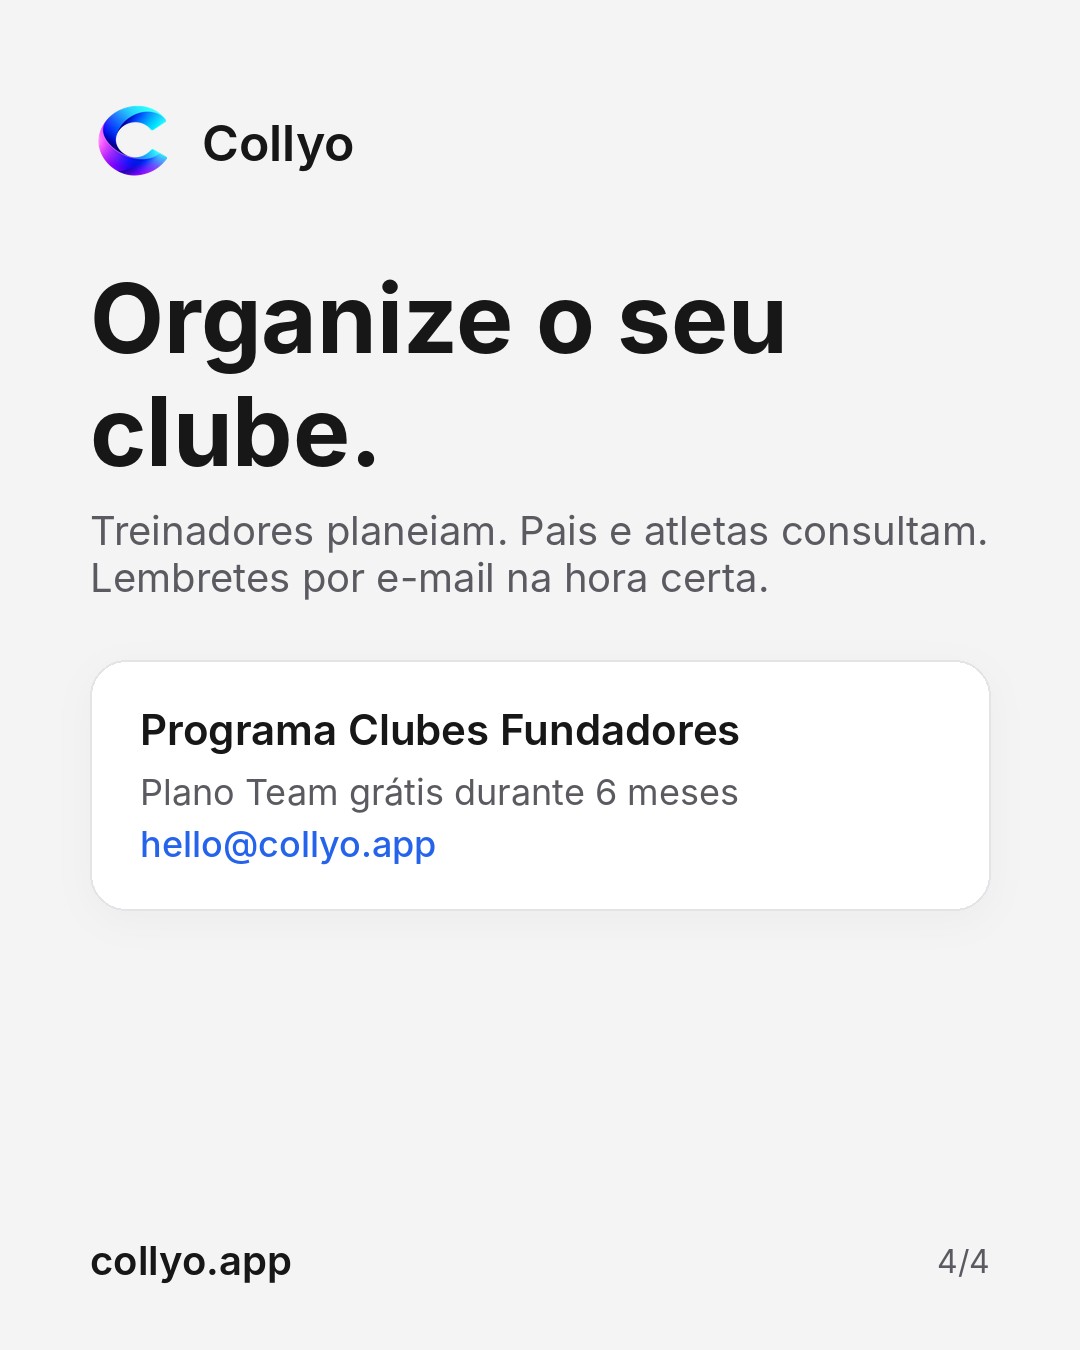 Collyo
Organize o seu
clube.
Treinadores planeiam. Pais e atletas consultam.
Lembretes por e-mail na hora certa.
Programa Clubes Fundadores
Plano Team grátis durante 6 meses
hello@collyo.app
collyo.app
4/4